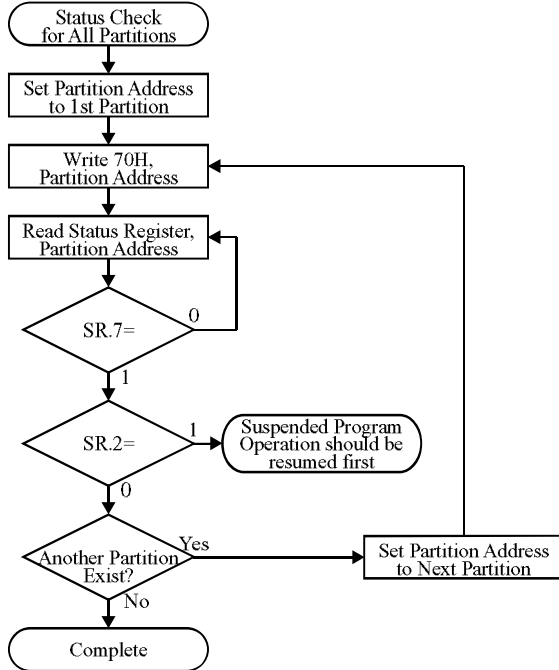 Status Check
for All Partitions
Set Partition Address
to 1st Partition
Write 70H,
Partition Address
Read Status Register,
Partition Address
SR.7=
0
1
SR.2=
1
Suspended Program
Operation should be
resumed first
0
Another Partition
Exist?
Yes
Set Partition Address
to Next Partition
No
Complete